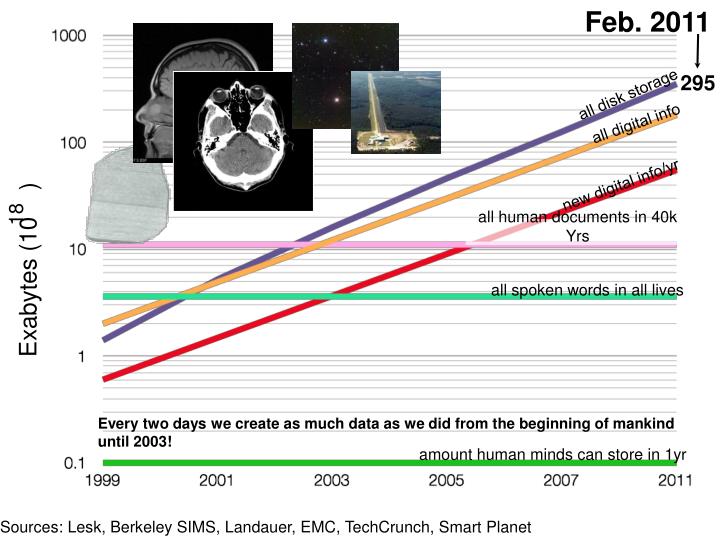 Feb. 2011
295
1000
100
10
1
0.1
Exabytes (10^18)
all disk storage
all digital info
new digital info/yr
all human documents in 40k
Yrs
all spoken words in all lives
Every two days we create as much data as we did from the beginning of mankind
until 2003!
amount human minds can store in 1yr
1999 2001 2003 2005 2007 2011
Sources: Lesk, Berkeley SIMS, Landauer, EMC, TechCrunch, Smart Planet